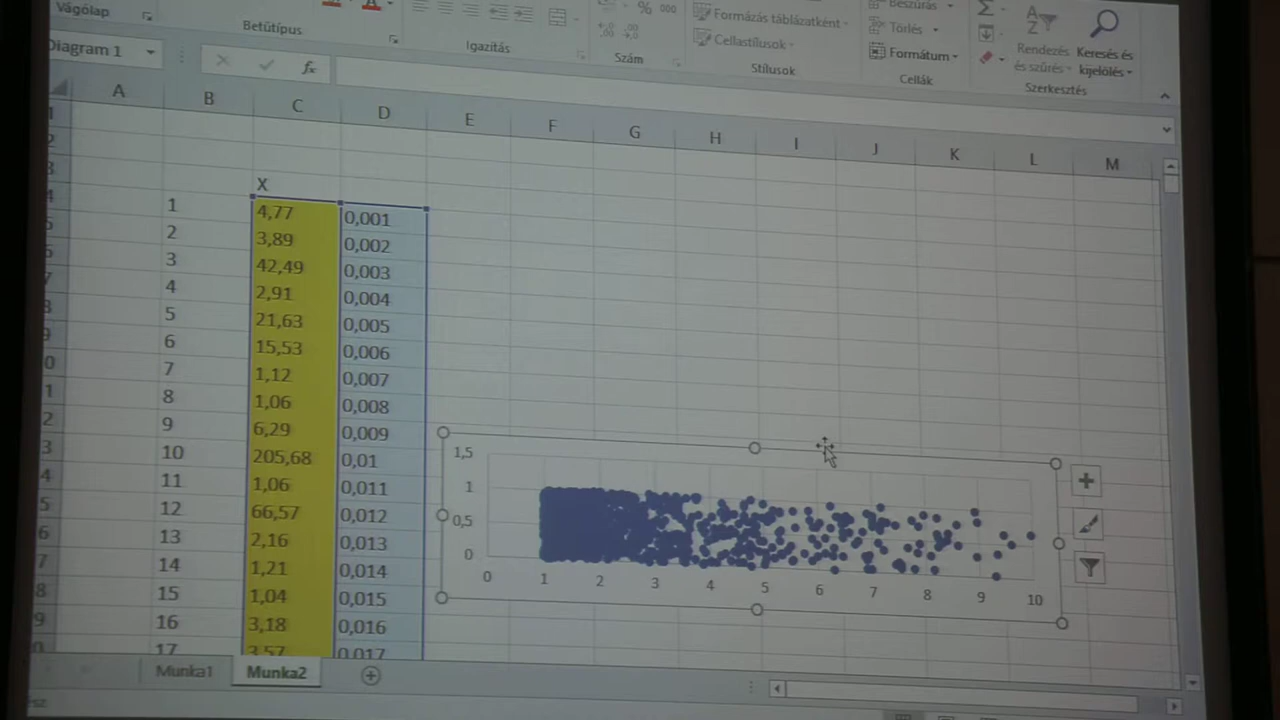 Vágólap
Betűtípus
Igazítás
%
000
Szám
Formázás táblázatként
Cellastílusok
Stílusok
Beszúrás
Törlés
Formátum
Cellák
Σ
A
Z
Rendezés és szűrés
Keresés és kijelölés
Szerkesztés
Diagram 1
fx
A B C D E F G H I J K L M
X
1 4,77 0,001
2 3,89 0,002
3 42,49 0,003
4 2,91 0,004
5 21,63 0,005
6 15,53 0,006
7 1,12 0,007
8 1,06 0,008
9 6,29 0,009
10 205,68 0,01
11 1,06 0,011
12 66,57 0,012
13 2,16 0,013
14 1,21 0,014
15 1,04 0,015
16 3,18 0,016
17 3,57 0,017
1,5
1
0,5
0
0 1 2 3 4 5 6 7 8 9 10
Munka1 Munka2